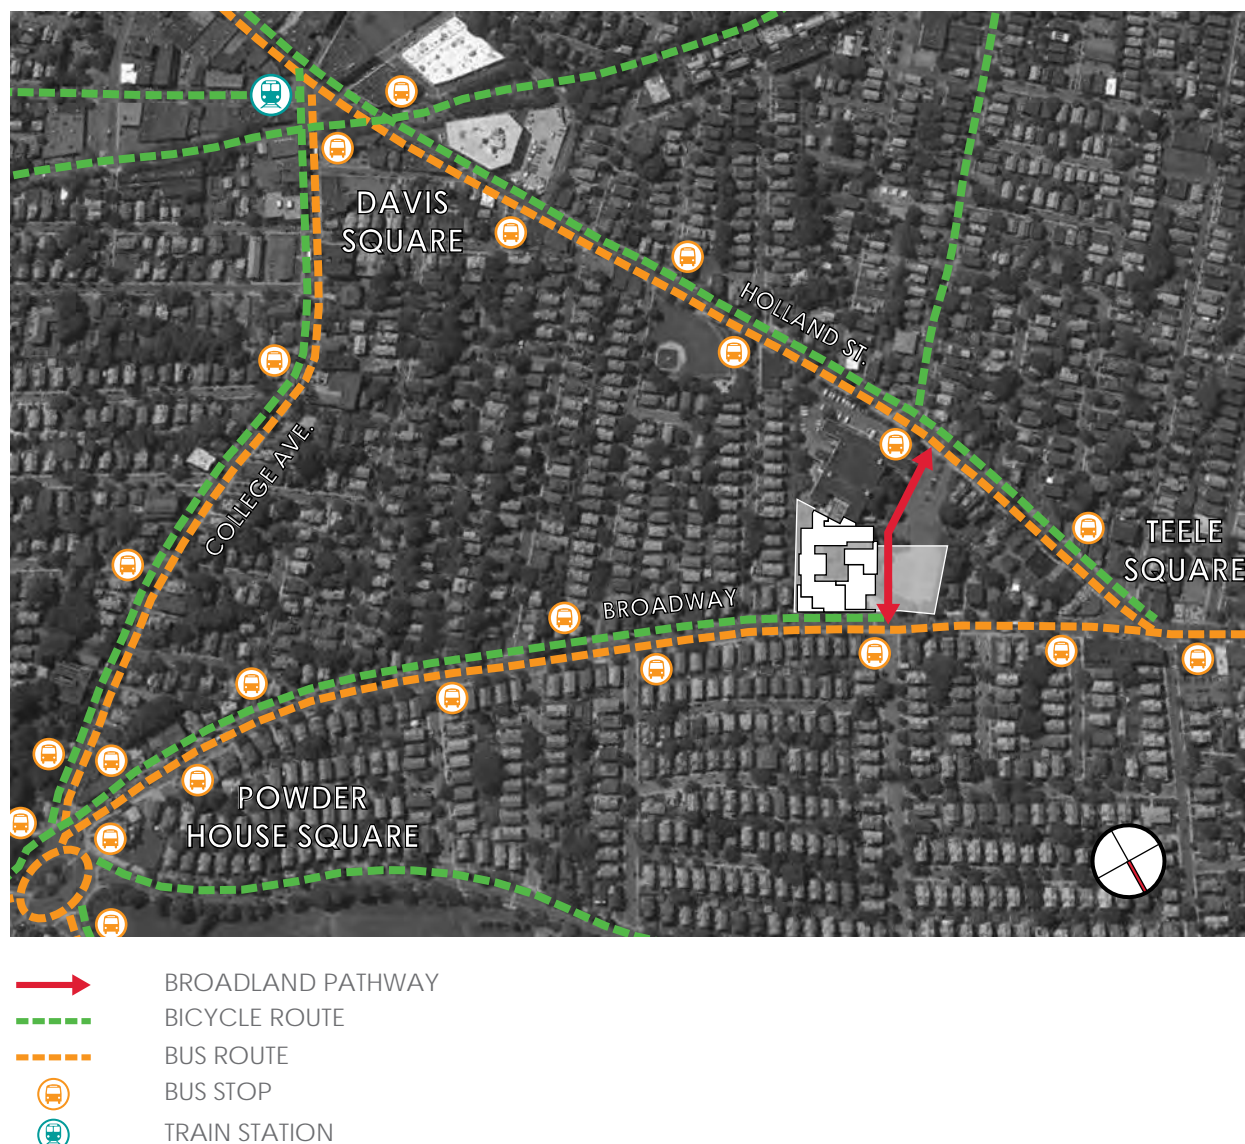 DAVIS
SQUARE
HOLLAND ST.
COLLEGE AVE.
TEELE
SQUARE
BROADWAY
POWDER
HOUSE SQUARE
BROADLAND PATHWAY
BICYCLE ROUTE
BUS ROUTE
BUS STOP
TRAIN STATION